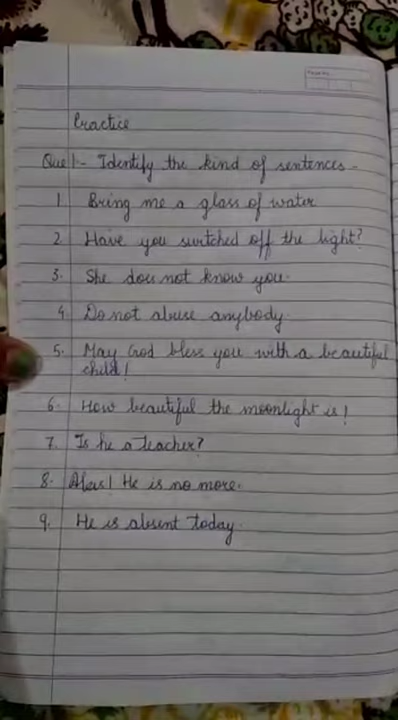 Practice
Que 1- Identify the kind of sentences -
1. Bring me a glass of water
2. Have you switched off the light?
3. She does not know you.
4. Do not abuse anybody
5. May God bless you with a beautiful
child!
6. How beautiful the moonlight is!
7. Is he a teacher?
8. Alas! He is no more.
9. He is absent today.